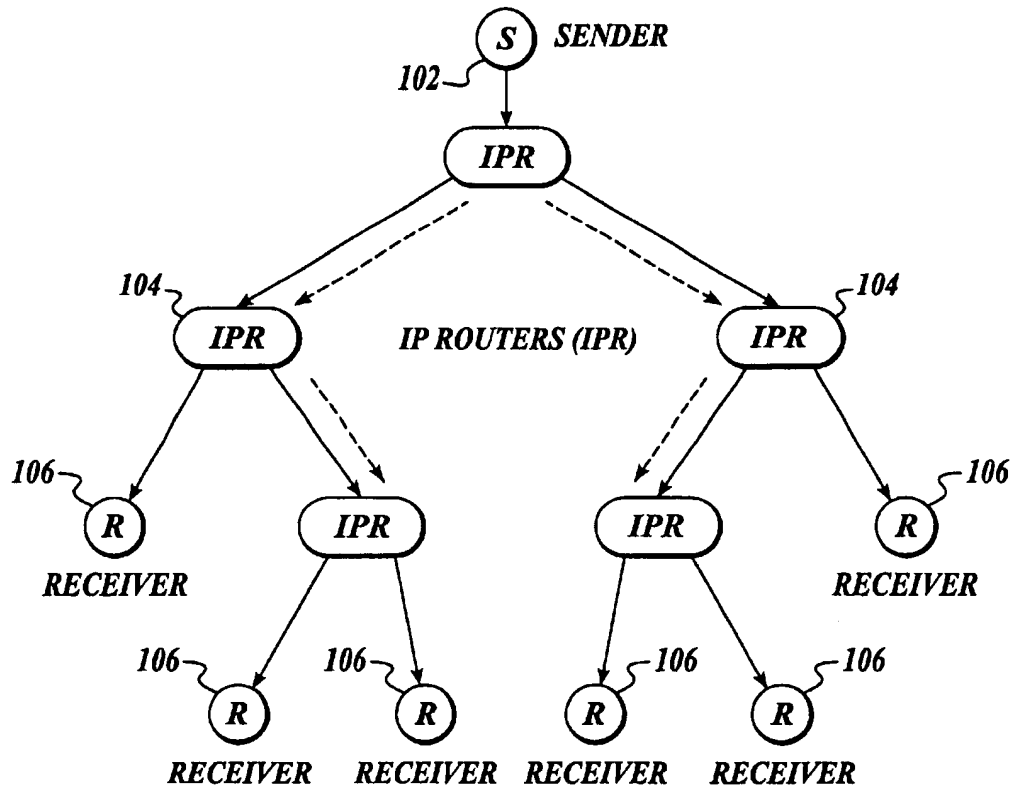 S SENDER
102
IPR
104 104
IPR IP ROUTERS (IPR) IPR
106 106
R IPR IPR R
RECEIVER RECEIVER
106 106 106 106
R R R R
RECEIVER RECEIVER RECEIVER RECEIVER